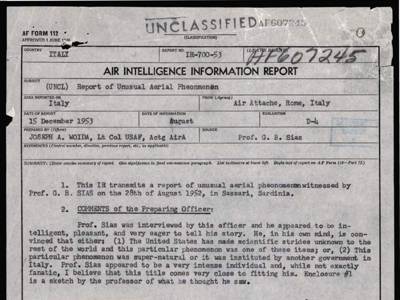 UNCLASSIFIED AF607245
AF FORM 112
(CLASSIFICATION)
COUNTRY
ITALY
REPORT NO.
IR-700-53
AF607245
AIR INTELLIGENCE INFORMATION REPORT
SUBJECT
(UNCL) Report of Unusual Aerial Pheonmonen
AREA REPORTED ON
Italy
FROM (Agency)
Air Attache, Rome, Italy
DATE OF REPORT
15 December 1953
DATE OF INFORMATION
August
EVALUATION
D-4
PREPARED BY (Officer)
JOSEPH A. WOIDA, Lt Col USAF, Actg AirA
SOURCE
Prof. G. B. Sias
REFERENCES (Control number, directive, previous report, etc., as applicable)
SUMMARY:
1. This IR transmits a report of unusual aerial pheonomenon witnessed by
Prof. G. B. SIAS on the 28th of August 1952, in Sassari, Sardinia.
2. COMMENTS of the Preparing Officer:
Prof. Sias was interviewed by this officer and he appeared to be in-
telligent, pleasant, and very eager to tell his story. He, in his own mind, is con-
vinced that either: (1) The United States has made scientific strides unknown to the
rest of the world and this particular phenomenon was one of these items; or, (2) This
particular phenomenon was super-natural or it was instituted by another government in
Italy. Prof. Sias appeared to be a very intense individual and, while not exactly
fanatic, I believe that this title comes very close to fitting him. Enclosure #1
is a sketch by the professor of what he thought he saw.